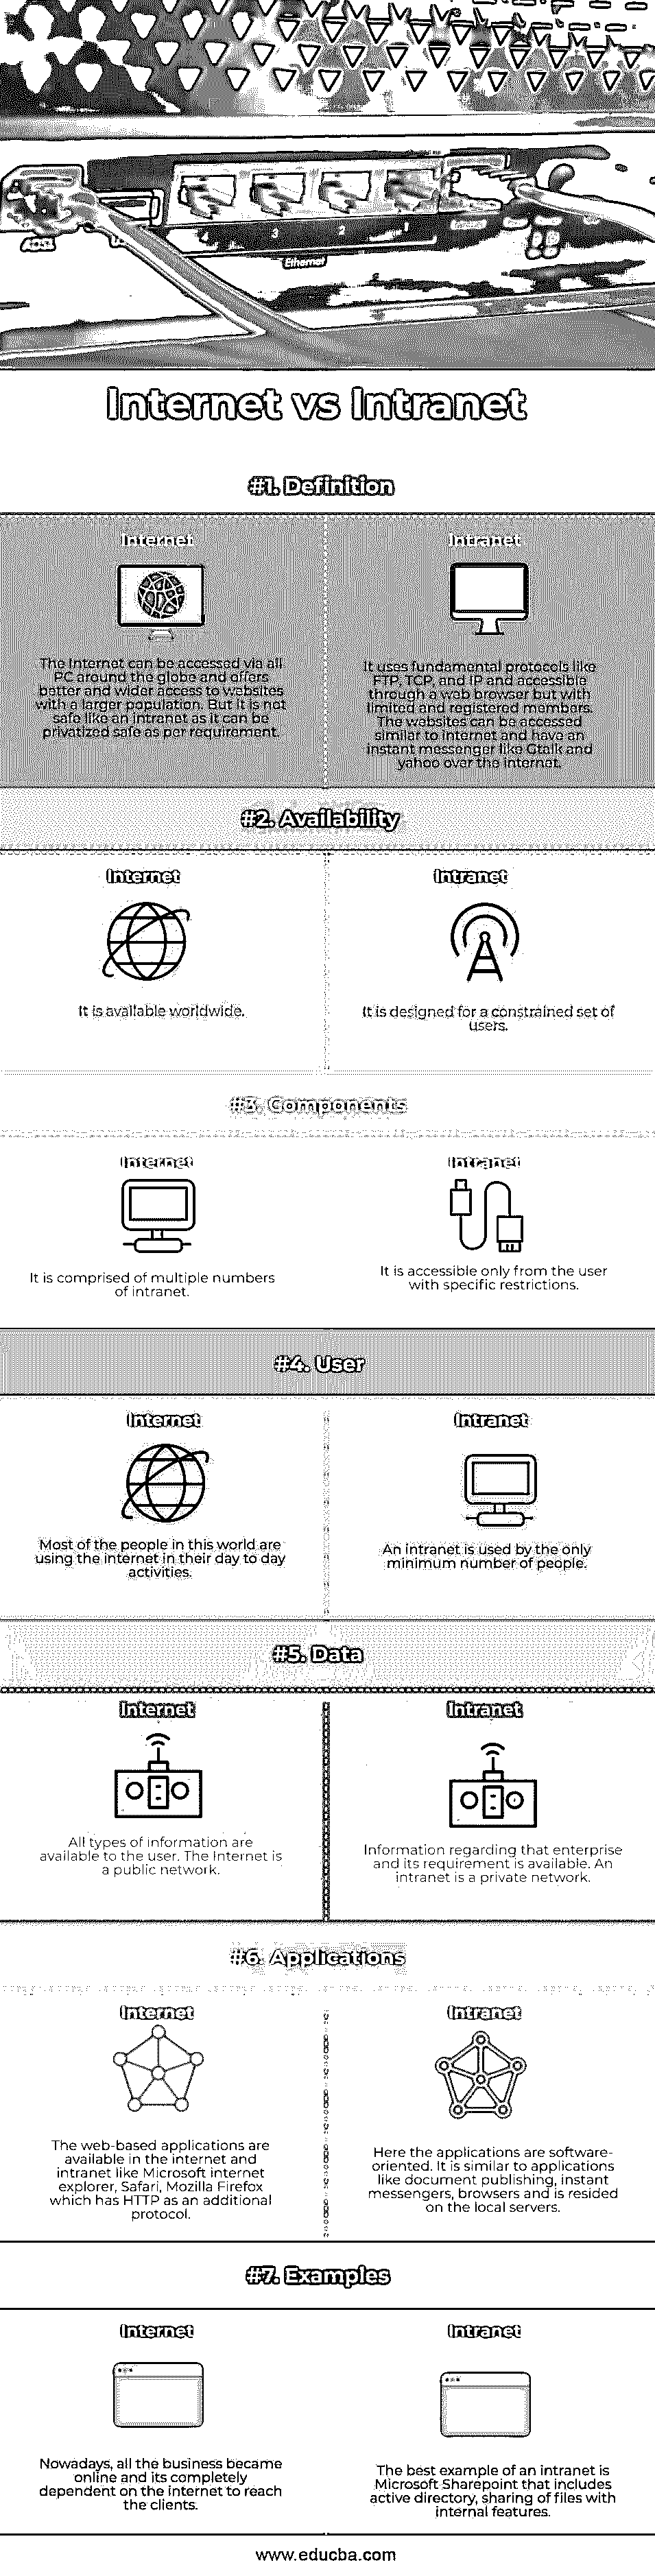 ADSL
4 3 2 1
Ethernet
Internet vs Intranet
#1. Definition
Internet
The Internet can be accessed via all
PC around the globe and offers
better and wider access to websites
with a larger population. But it is not
safe like an intranet as it can be
privatized safe as per requirement.
Intranet
It uses fundamental protocols like
FTP, TCP, and IP and accessible
through a web browser but with
limited and registered members.
The websites can be accessed
similar to internet and have an
instant messenger like Gtalk and
yahoo over the internet.
#2. Availability
Internet
It is available worldwide.
Intranet
It is designed for a constrained set of
users.
#3. Components
Internet
It is comprised of multiple numbers
of intranet.
Intranet
It is accessible only from the user
with specific restrictions.
#4. User
Internet
Most of the people in this world are
using the internet in their day to day
activities.
Intranet
An intranet is used by the only
minimum number of people.
#5. Data
Internet
All types of information are
available to the user. The Internet is
a public network.
Intranet
Information regarding that enterprise
and its requirement is available. An
intranet is a private network.
#6. Applications
Internet
The web-based applications are
available in the internet and
intranet like Microsoft internet
explorer, Safari, Mozilla Firefox
which has HTTP as an additional
protocol.
Intranet
Here the applications are software-
oriented. It is similar to applications
like document publishing, instant
messengers, browsers and is resided
on the local servers.
#7. Examples
Internet
Nowadays, all the business became
online and its completely
dependent on the internet to reach
the clients.
Intranet
The best example of an intranet is
Microsoft Sharepoint that includes
active directory, sharing of files with
internal features.
www.educba.com